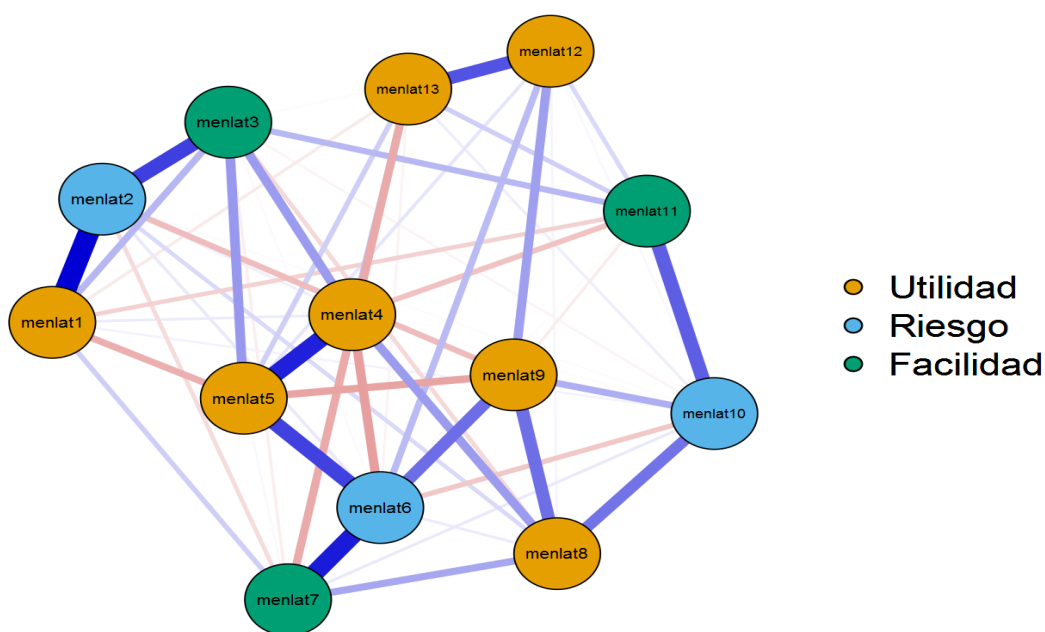 menlat12
menlat13
menlat3
menlat2
menlat11
menlat4
menlat1
menlat9
menlat5
menlat10
menlat6
menlat8
menlat7
Utilidad
Riesgo
Facilidad